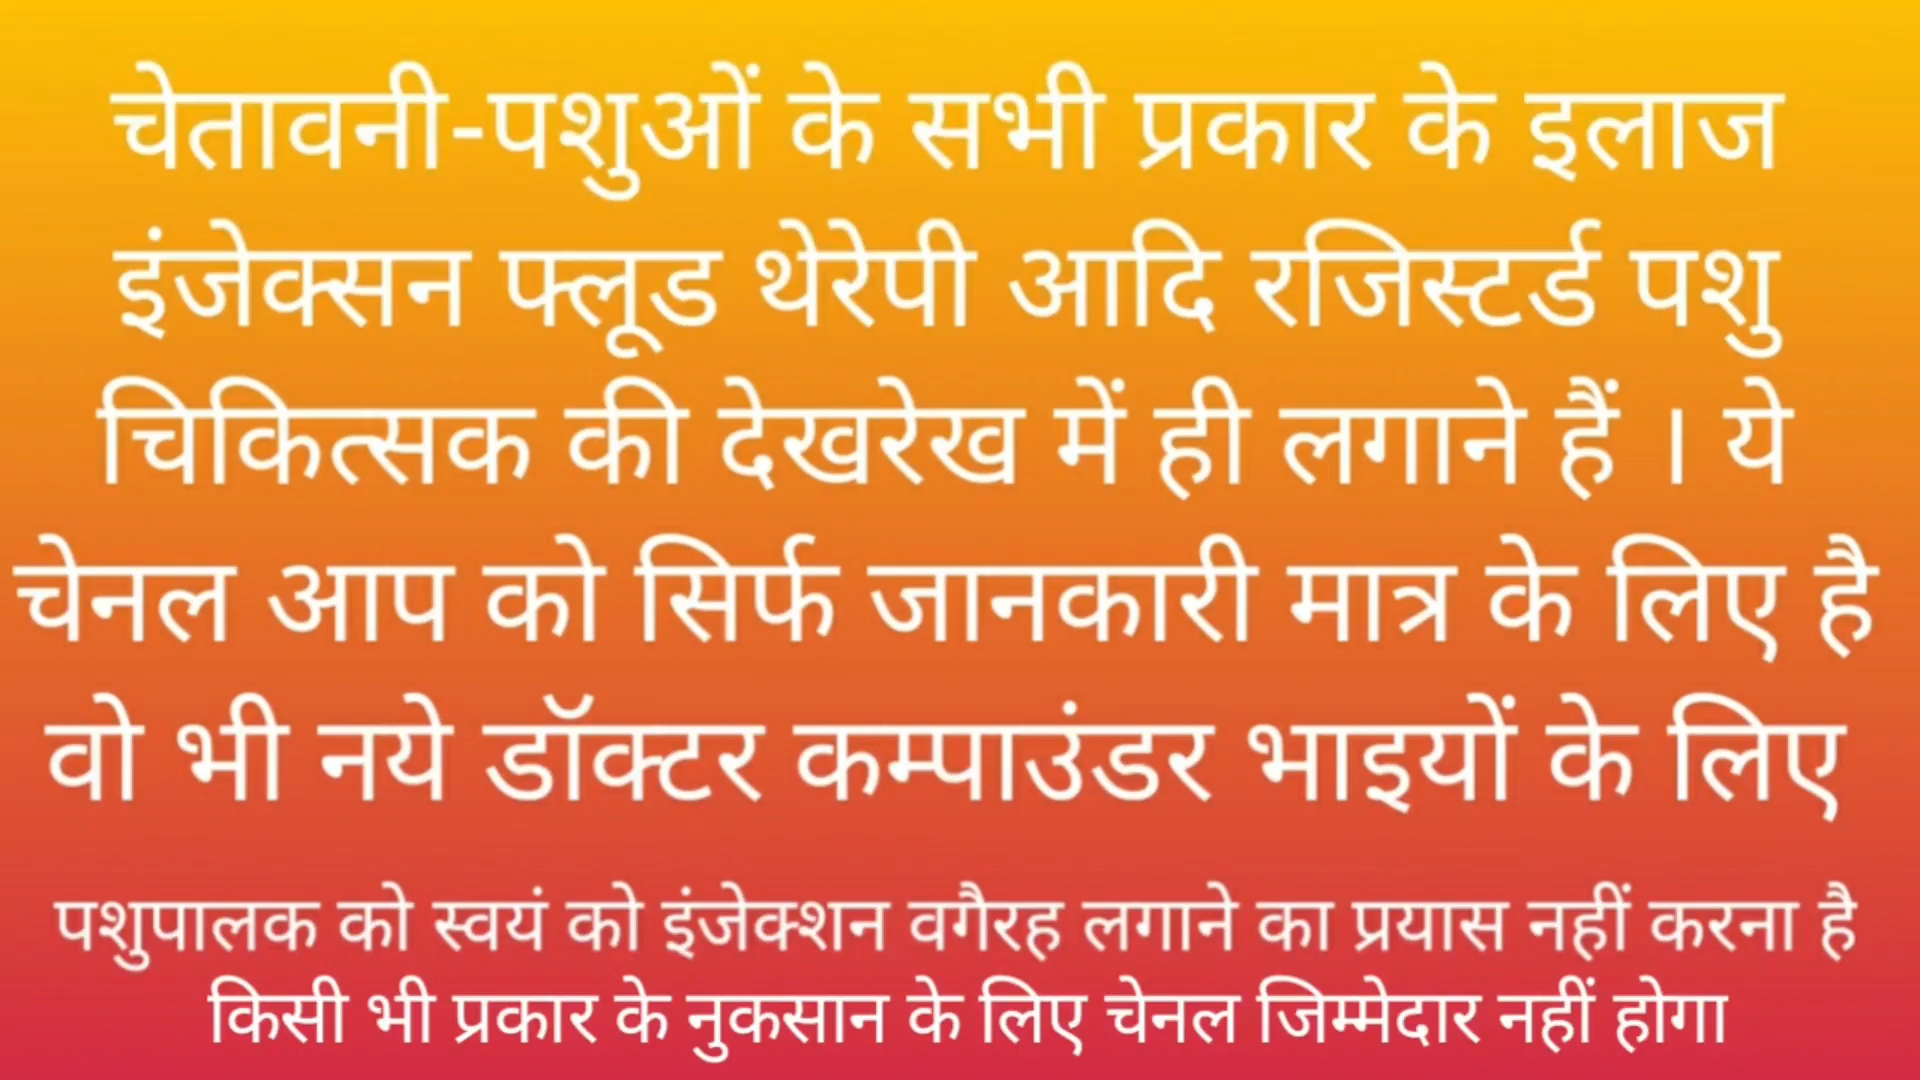 चेतावनी-पशुओं के सभी प्रकार के इलाज
इंजेक्सन फ्लूड थेरेपी आदि रजिस्टर्ड पशु
चिकित्सक की देखरेख में ही लगाने हैं । ये
चेनल आप को सिर्फ जानकारी मात्र के लिए है
वो भी नये डॉक्टर कम्पाउंडर भाइयों के लिए
पशुपालक को स्वयं को इंजेक्शन वगैरह लगाने का प्रयास नहीं करना है
किसी भी प्रकार के नुकसान के लिए चेनल जिम्मेदार नहीं होगा